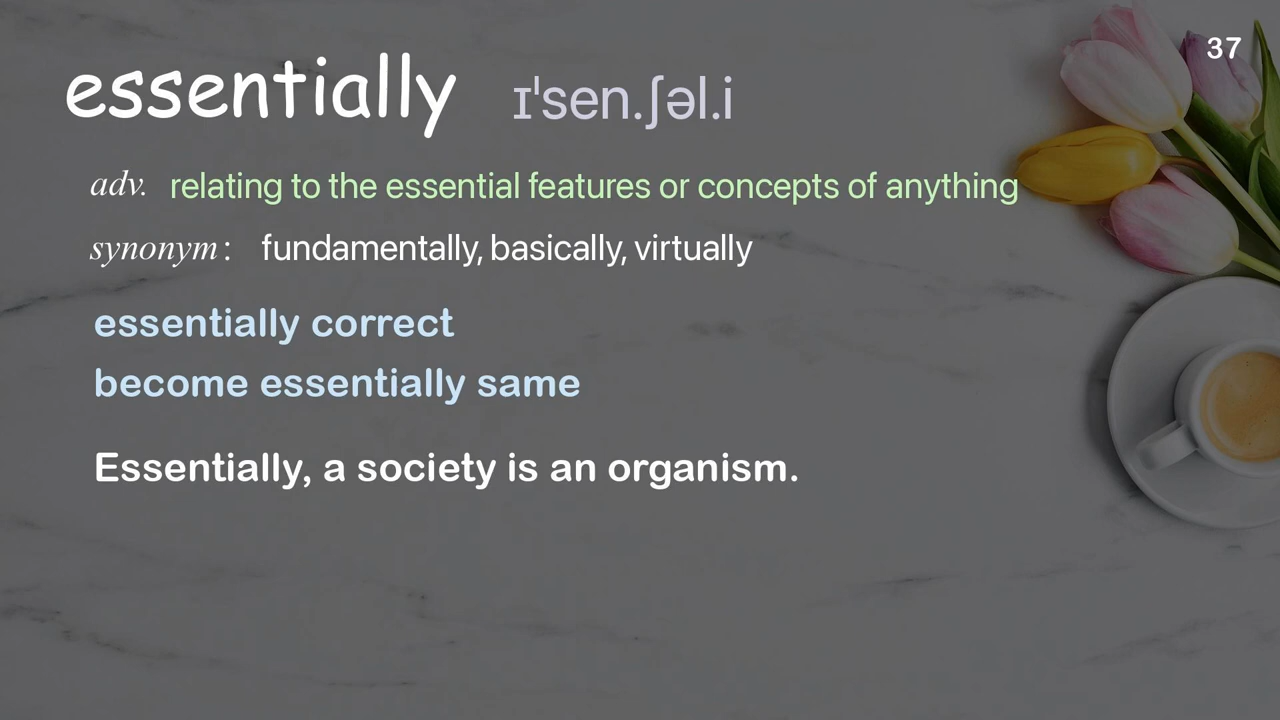 37
essentially ɪˈsen.ʃəl.i
adv. relating to the essential features or concepts of anything
synonym : fundamentally, basically, virtually
essentially correct
become essentially same
Essentially, a society is an organism.